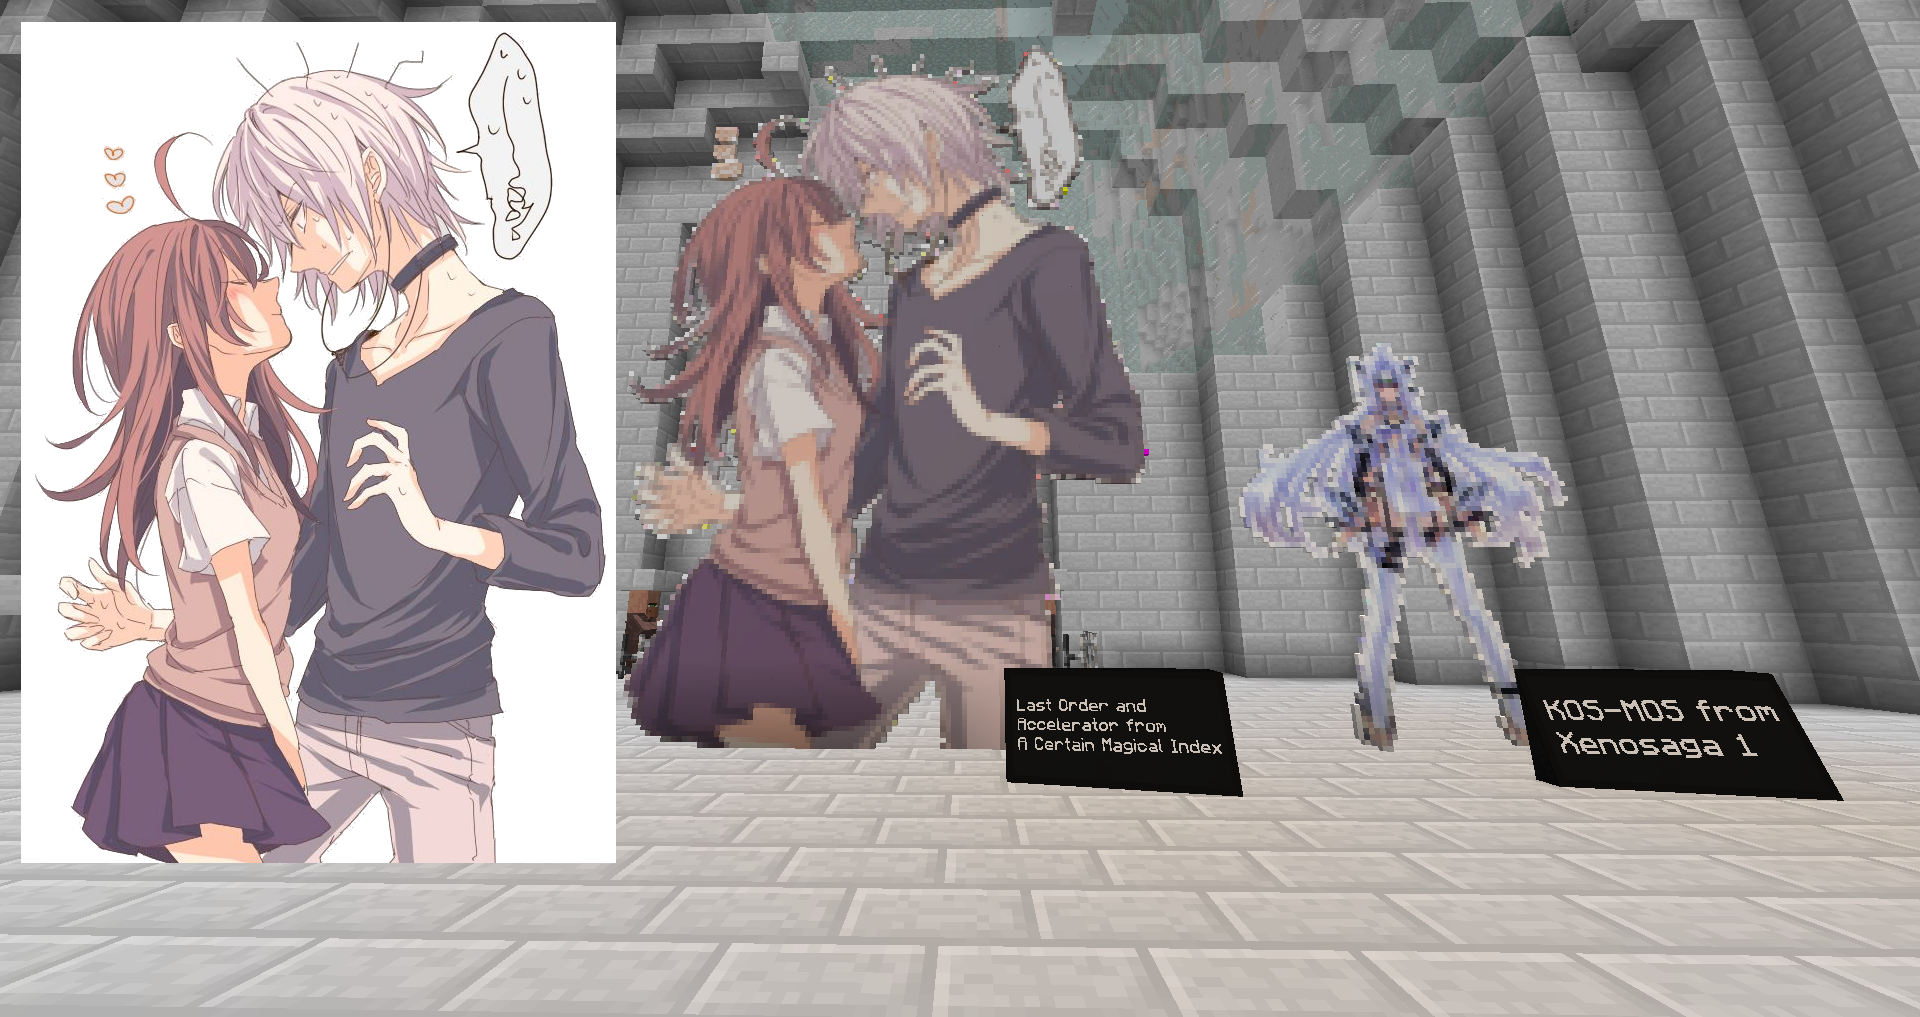 Last Order and
Accelerator from
A Certain Magical Index
KOS-MOS from
Xenosaga 1